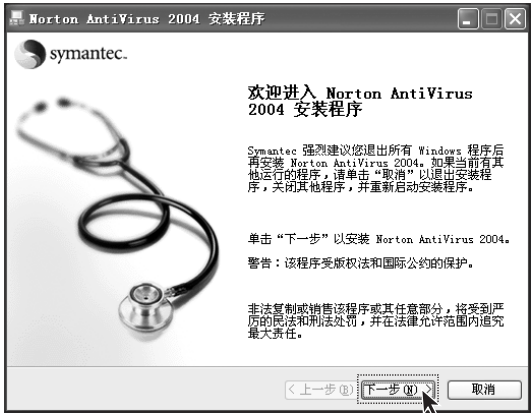 Norton AntiVirus 2004 安装程序
symantec.
欢迎进入 Norton AntiVirus
2004 安装程序
Symantec 强烈建议您退出所有 Windows 程序后
再安装 Norton AntiVirus 2004。如果当前有其
他运行的程序，请单击“取消”以退出安装程
序，关闭其他程序，并重新启动安装程序。
单击“下一步”以安装 Norton AntiVirus 2004。
警告：该程序受版权法和国际公约的保护。
非法复制或销售该程序或其任意部分，将受到严
厉的民法和刑法处罚，并在法律允许范围内追究
最大责任。
< 上一步(B) 下一步(N) > 取消